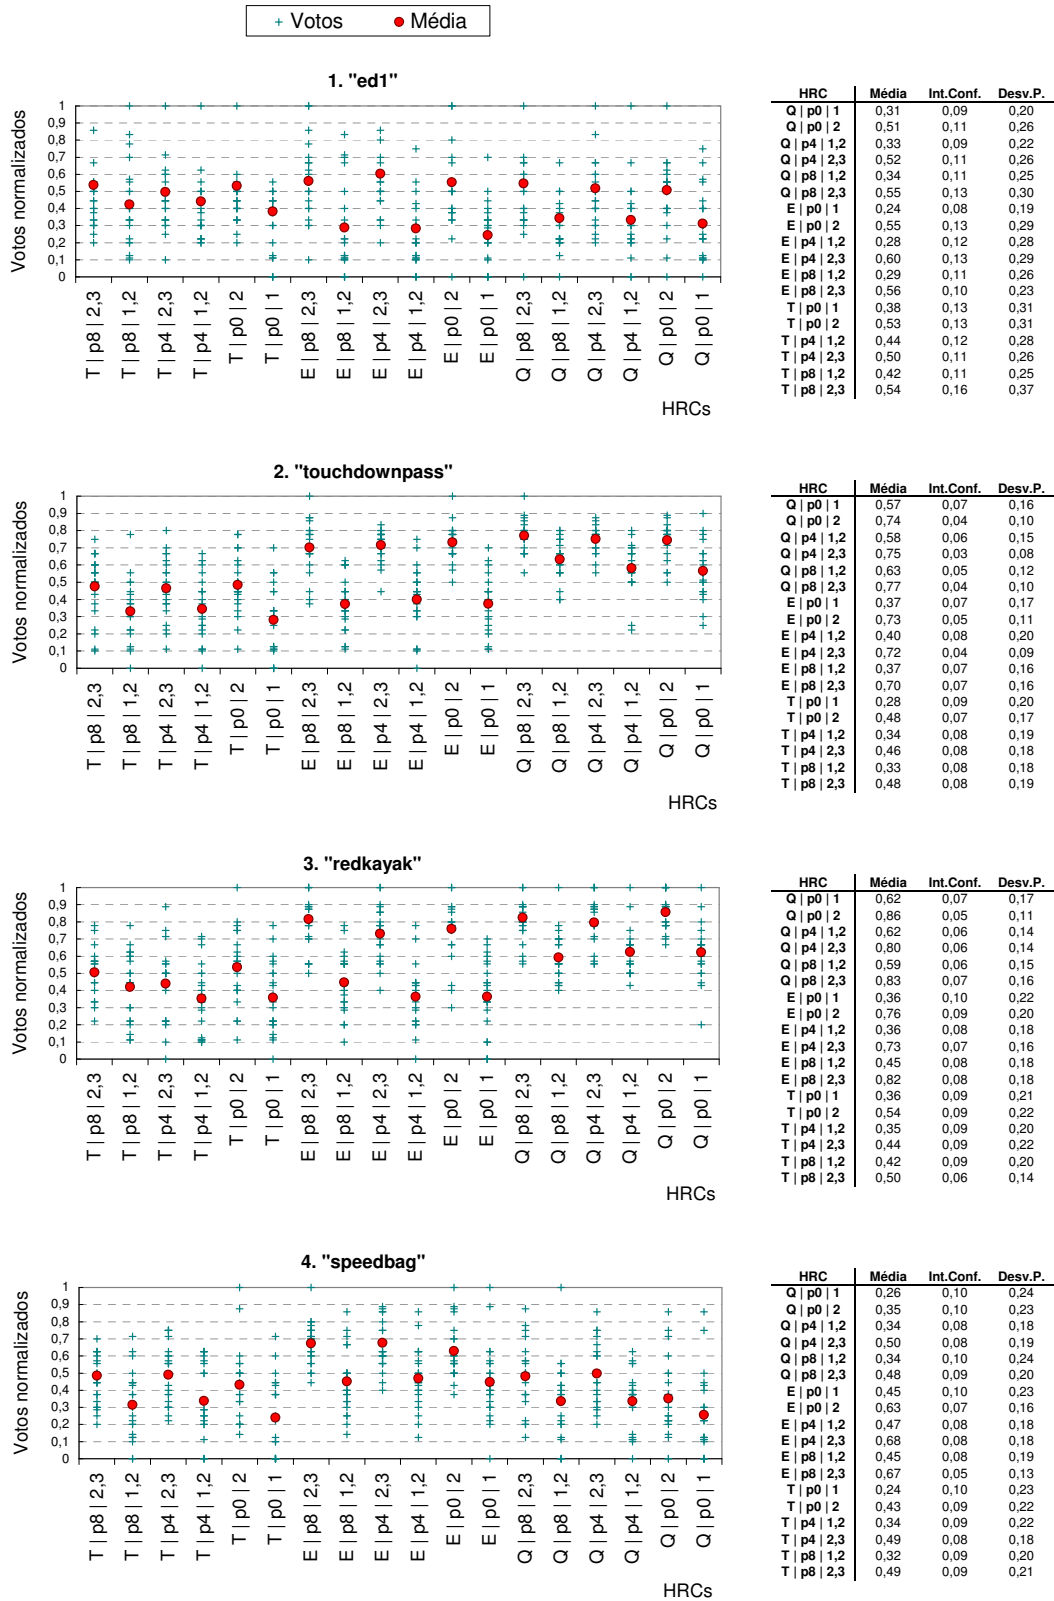 Votos Média
1. "ed1"
Votos normalizados
1
0,9
0,8
0,7
0,6
0,5
0,4
0,3
0,2
0,1
0
T | p8 | 2,3
T | p8 | 1,2
T | p4 | 2,3
T | p4 | 1,2
T | p0 | 2
T | p0 | 1
E | p8 | 2,3
E | p8 | 1,2
E | p4 | 2,3
E | p4 | 1,2
E | p0 | 2
E | p0 | 1
Q | p8 | 2,3
Q | p8 | 1,2
Q | p4 | 2,3
Q | p4 | 1,2
Q | p0 | 2
Q | p0 | 1
HRCs
HRC Média Int.Conf. Desv.P.
Q | p0 | 1 0,31 0,09 0,20
Q | p0 | 2 0,51 0,11 0,26
Q | p4 | 1,2 0,33 0,09 0,22
Q | p4 | 2,3 0,52 0,11 0,26
Q | p8 | 1,2 0,34 0,11 0,25
Q | p8 | 2,3 0,55 0,13 0,30
E | p0 | 1 0,24 0,08 0,19
E | p0 | 2 0,55 0,13 0,29
E | p4 | 1,2 0,28 0,12 0,28
E | p4 | 2,3 0,60 0,13 0,29
E | p8 | 1,2 0,29 0,11 0,26
E | p8 | 2,3 0,56 0,10 0,23
T | p0 | 1 0,38 0,13 0,31
T | p0 | 2 0,53 0,13 0,31
T | p4 | 1,2 0,44 0,12 0,28
T | p4 | 2,3 0,50 0,11 0,26
T | p8 | 1,2 0,42 0,11 0,25
T | p8 | 2,3 0,54 0,16 0,37
2. "touchdownpass"
Votos normalizados
1
0,9
0,8
0,7
0,6
0,5
0,4
0,3
0,2
0,1
0
T | p8 | 2,3
T | p8 | 1,2
T | p4 | 2,3
T | p4 | 1,2
T | p0 | 2
T | p0 | 1
E | p8 | 2,3
E | p8 | 1,2
E | p4 | 2,3
E | p4 | 1,2
E | p0 | 2
E | p0 | 1
Q | p8 | 2,3
Q | p8 | 1,2
Q | p4 | 2,3
Q | p4 | 1,2
Q | p0 | 2
Q | p0 | 1
HRCs
HRC Média Int.Conf. Desv.P.
Q | p0 | 1 0,57 0,07 0,16
Q | p0 | 2 0,74 0,04 0,10
Q | p4 | 1,2 0,58 0,06 0,15
Q | p4 | 2,3 0,75 0,03 0,08
Q | p8 | 1,2 0,63 0,05 0,12
Q | p8 | 2,3 0,77 0,04 0,10
E | p0 | 1 0,37 0,07 0,17
E | p0 | 2 0,73 0,05 0,11
E | p4 | 1,2 0,40 0,08 0,20
E | p4 | 2,3 0,72 0,04 0,09
E | p8 | 1,2 0,37 0,07 0,16
E | p8 | 2,3 0,70 0,07 0,16
T | p0 | 1 0,28 0,09 0,20
T | p0 | 2 0,48 0,07 0,17
T | p4 | 1,2 0,34 0,08 0,19
T | p4 | 2,3 0,46 0,08 0,18
T | p8 | 1,2 0,33 0,08 0,18
T | p8 | 2,3 0,48 0,08 0,19
3. "redkayak"
Votos normalizados
1
0,9
0,8
0,7
0,6
0,5
0,4
0,3
0,2
0,1
0
T | p8 | 2,3
T | p8 | 1,2
T | p4 | 2,3
T | p4 | 1,2
T | p0 | 2
T | p0 | 1
E | p8 | 2,3
E | p8 | 1,2
E | p4 | 2,3
E | p4 | 1,2
E | p0 | 2
E | p0 | 1
Q | p8 | 2,3
Q | p8 | 1,2
Q | p4 | 2,3
Q | p4 | 1,2
Q | p0 | 2
Q | p0 | 1
HRCs
HRC Média Int.Conf. Desv.P.
Q | p0 | 1 0,62 0,07 0,17
Q | p0 | 2 0,86 0,05 0,11
Q | p4 | 1,2 0,62 0,06 0,14
Q | p4 | 2,3 0,80 0,06 0,14
Q | p8 | 1,2 0,59 0,06 0,15
Q | p8 | 2,3 0,83 0,07 0,16
E | p0 | 1 0,36 0,10 0,22
E | p0 | 2 0,76 0,09 0,20
E | p4 | 1,2 0,36 0,08 0,18
E | p4 | 2,3 0,73 0,07 0,16
E | p8 | 1,2 0,45 0,08 0,18
E | p8 | 2,3 0,82 0,08 0,18
T | p0 | 1 0,36 0,09 0,21
T | p0 | 2 0,54 0,09 0,22
T | p4 | 1,2 0,35 0,09 0,20
T | p4 | 2,3 0,44 0,09 0,22
T | p8 | 1,2 0,42 0,09 0,20
T | p8 | 2,3 0,50 0,06 0,14
4. "speedbag"
Votos normalizados
1
0,9
0,8
0,7
0,6
0,5
0,4
0,3
0,2
0,1
0
T | p8 | 2,3
T | p8 | 1,2
T | p4 | 2,3
T | p4 | 1,2
T | p0 | 2
T | p0 | 1
E | p8 | 2,3
E | p8 | 1,2
E | p4 | 2,3
E | p4 | 1,2
E | p0 | 2
E | p0 | 1
Q | p8 | 2,3
Q | p8 | 1,2
Q | p4 | 2,3
Q | p4 | 1,2
Q | p0 | 2
Q | p0 | 1
HRCs
HRC Média Int.Conf. Desv.P.
Q | p0 | 1 0,26 0,10 0,24
Q | p0 | 2 0,35 0,10 0,23
Q | p4 | 1,2 0,34 0,08 0,18
Q | p4 | 2,3 0,50 0,08 0,19
Q | p8 | 1,2 0,34 0,10 0,24
Q | p8 | 2,3 0,48 0,09 0,20
E | p0 | 1 0,45 0,10 0,23
E | p0 | 2 0,63 0,07 0,16
E | p4 | 1,2 0,47 0,08 0,18
E | p4 | 2,3 0,68 0,08 0,18
E | p8 | 1,2 0,45 0,08 0,19
E | p8 | 2,3 0,67 0,05 0,13
T | p0 | 1 0,24 0,10 0,23
T | p0 | 2 0,43 0,09 0,22
T | p4 | 1,2 0,34 0,09 0,22
T | p4 | 2,3 0,49 0,08 0,18
T | p8 | 1,2 0,32 0,09 0,20
T | p8 | 2,3 0,49 0,09 0,21